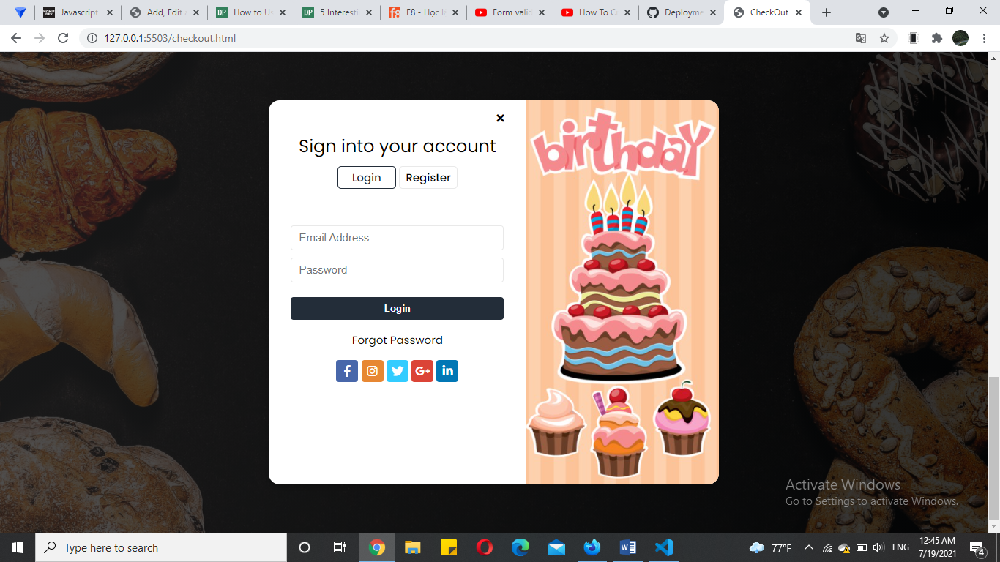 Javascript
Add, Edit a
How to Us
5 Interesti
F8 - Học l
Form valid
How To Cr
Deployme
CheckOut
127.0.0.1:5503/checkout.html
Sign into your account
Login
Register
Email Address
Password
Login
Forgot Password
birthday
Activate Windows
Go to Settings to activate Windows.
Type here to search
77°F
ENG
12:45 AM
7/19/2021
4